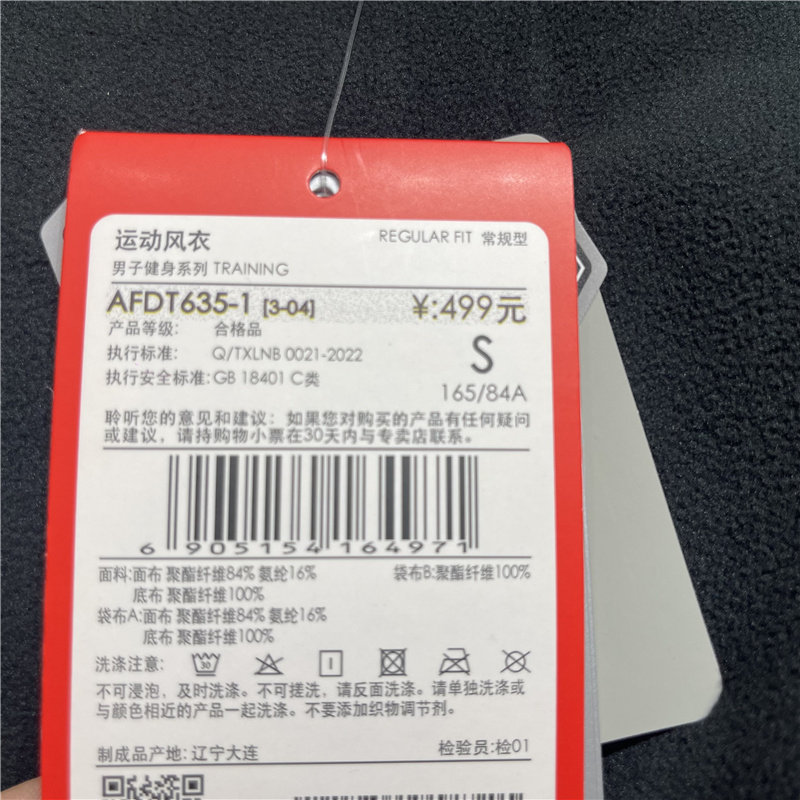 运动风衣 REGULAR FIT 常规型
男子健身系列 TRAINING
AFDT635-1 [3-04] ¥:499元
产品等级: 合格品
执行标准: Q/TXLNB 0021-2022 S
执行安全标准:GB 18401 C类 165/84A
聆听您的意见和建议:如果您对购买的产品有任何疑问
或建议,请持购物小票在30天内与专卖店联系。
6 905154 164971
面料:面布 聚酯纤维84% 氨纶16% 袋布B:聚酯纤维100%
底布 聚酯纤维100%
袋布A:面布 聚酯纤维84% 氨纶16%
底布 聚酯纤维100%
洗涤注意: 30
不可浸泡,及时洗涤。不可搓洗,请反面洗涤。请单独洗涤或
与颜色相近的产品一起洗涤。不要添加织物调节剂。
制成品产地:辽宁大连 检验员:检01